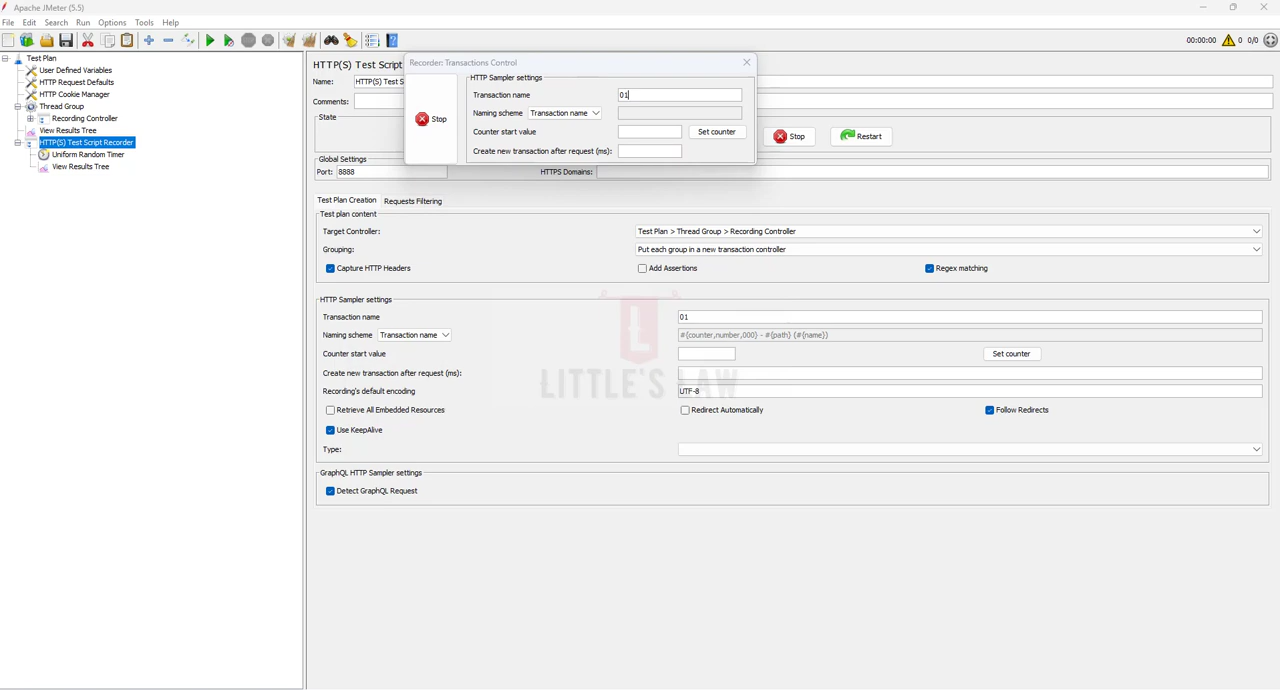 Apache JMeter (5.5)
File Edit Search Run Options Tools Help
00:00:00 0 0/0
Test Plan
User Defined Variables
HTTP Request Defaults
HTTP Cookie Manager
Thread Group
Recording Controller
View Results Tree
HTTP(S) Test Script Recorder
Uniform Random Timer
View Results Tree
HTTP(S) Test Script
Name: HTTP(S) Test S
Comments:
State
Stop Restart
Global Settings
Port: 8888 HTTPS Domains:
Recorder: Transactions Control
Stop
HTTP Sampler settings
Transaction name 01
Naming scheme Transaction name
Counter start value Set counter
Create new transaction after request (ms):
Test Plan Creation Requests Filtering
Test plan content
Target Controller: Test Plan > Thread Group > Recording Controller
Grouping: Put each group in a new transaction controller
Capture HTTP Headers Add Assertions Regex matching
HTTP Sampler settings
Transaction name 01
Naming scheme Transaction name #{counter,number,000} - #{path} (#{name})
Counter start value Set counter
Create new transaction after request (ms):
Recording's default encoding UTF-8
Retrieve All Embedded Resources Redirect Automatically Follow Redirects
Use KeepAlive
Type:
GraphQL HTTP Sampler settings
Detect GraphQL Request
L
LITTLE'S LAW